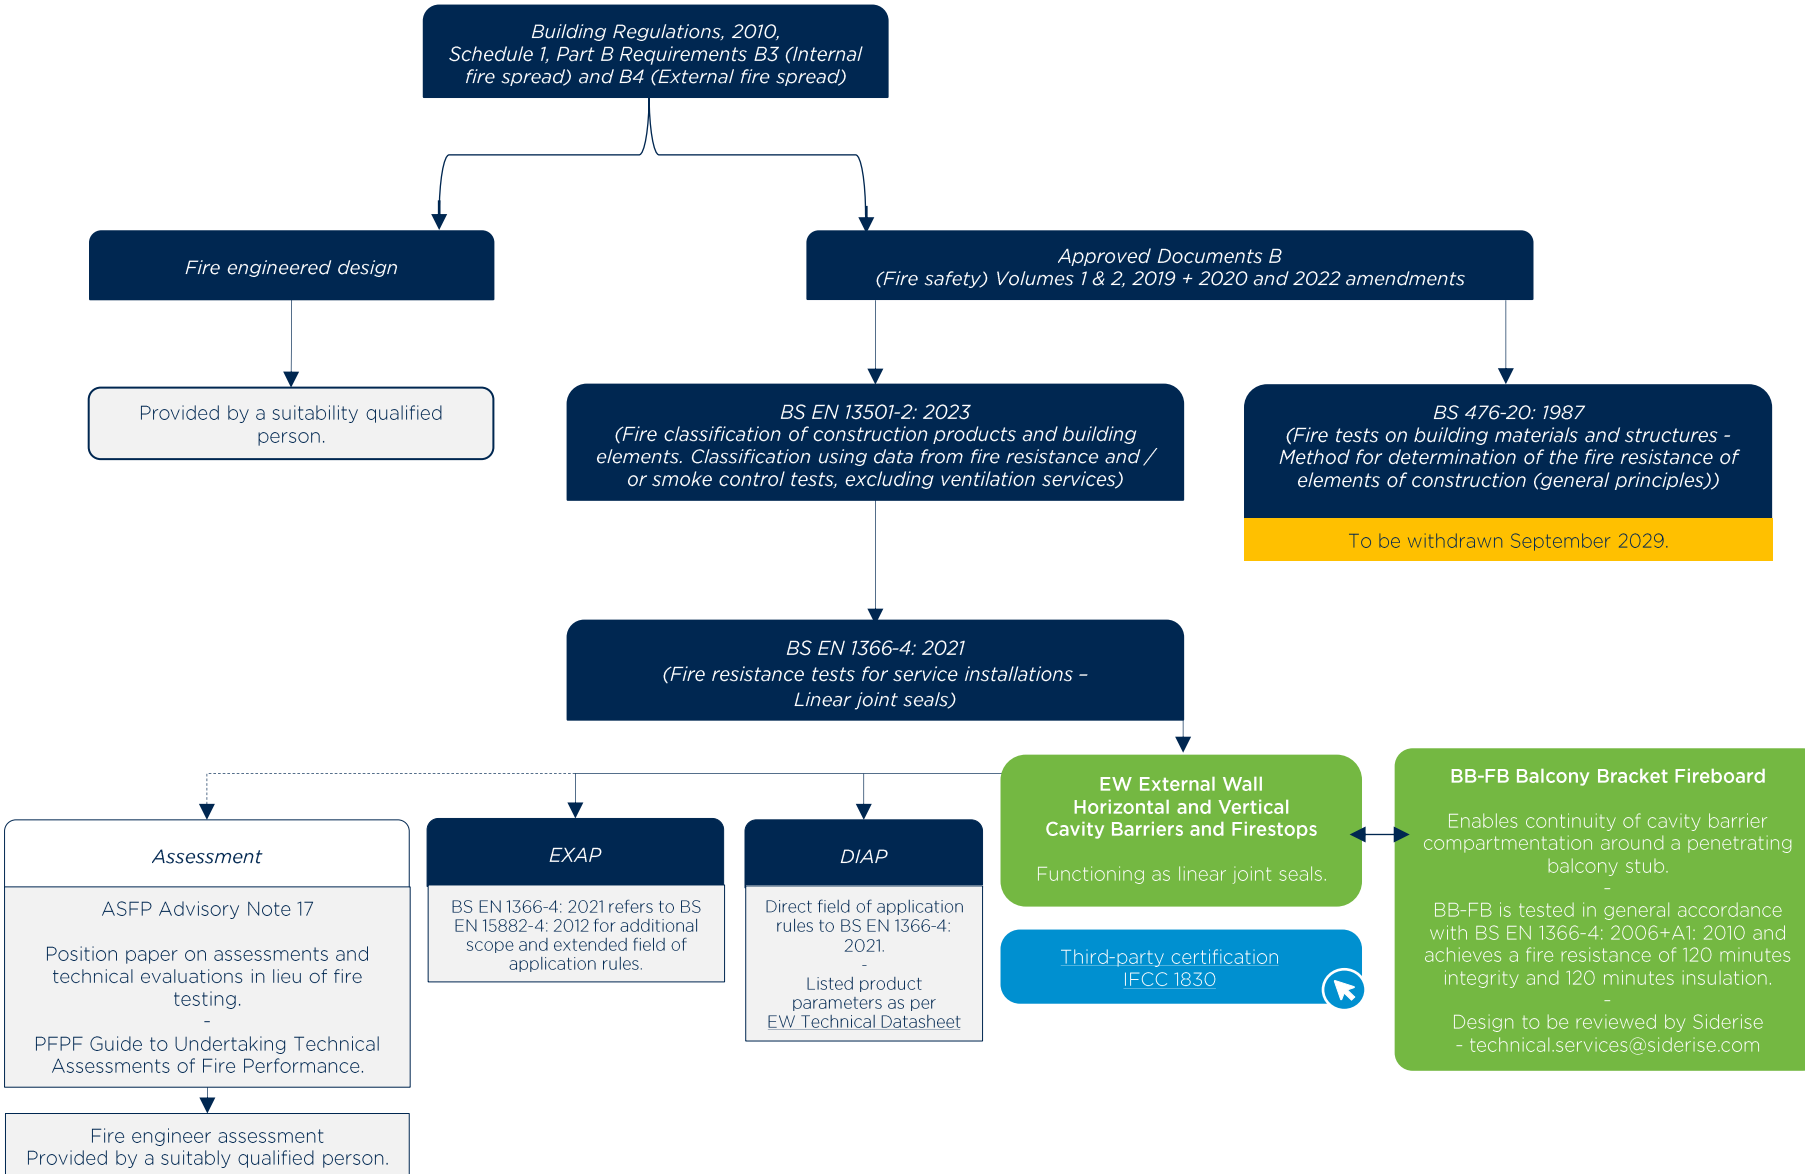 Building Regulations, 2010,
Schedule 1, Part B Requirements B3 (Internal
fire spread) and B4 (External fire spread)
Fire engineered design
Approved Documents B
(Fire safety) Volumes 1 & 2, 2019 + 2020 and 2022 amendments
Provided by a suitability qualified
person.
BS EN 13501-2: 2023
(Fire classification of construction products and building
elements. Classification using data from fire resistance and /
or smoke control tests, excluding ventilation services)
BS 476-20: 1987
(Fire tests on building materials and structures -
Method for determination of the fire resistance of
elements of construction (general principles))
To be withdrawn September 2029.
BS EN 1366-4: 2021
(Fire resistance tests for service installations –
Linear joint seals)
Assessment
ASFP Advisory Note 17
Position paper on assessments and
technical evaluations in lieu of fire
testing.
-
PFPF Guide to Undertaking Technical
Assessments of Fire Performance.
Fire engineer assessment
Provided by a suitably qualified person.
EXAP
BS EN 1366-4: 2021 refers to BS
EN 15882-4: 2012 for additional
scope and extended field of
application rules.
DIAP
Direct field of application
rules to BS EN 1366-4:
2021.
-
Listed product
parameters as per
EW Technical Datasheet
EW External Wall
Horizontal and Vertical
Cavity Barriers and Firestops
Functioning as linear joint seals.
Third-party certification
IFCC 1830
BB-FB Balcony Bracket Fireboard
Enables continuity of cavity barrier
compartmentation around a penetrating
balcony stub.
-
BB-FB is tested in general accordance
with BS EN 1366-4: 2006+A1: 2010 and
achieves a fire resistance of 120 minutes
integrity and 120 minutes insulation.
-
Design to be reviewed by Siderise
- technical.services@siderise.com